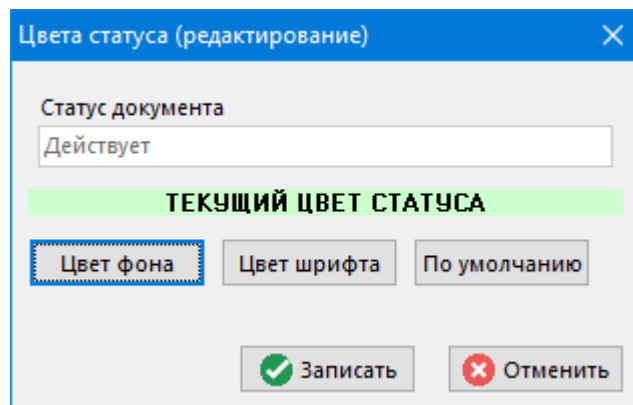 Цвета статуса (редактирование)
Статус документа
Действует
ТЕКУЩИЙ ЦВЕТ СТАТУСА
Цвет фона Цвет шрифта По умолчанию
Записать Отменить